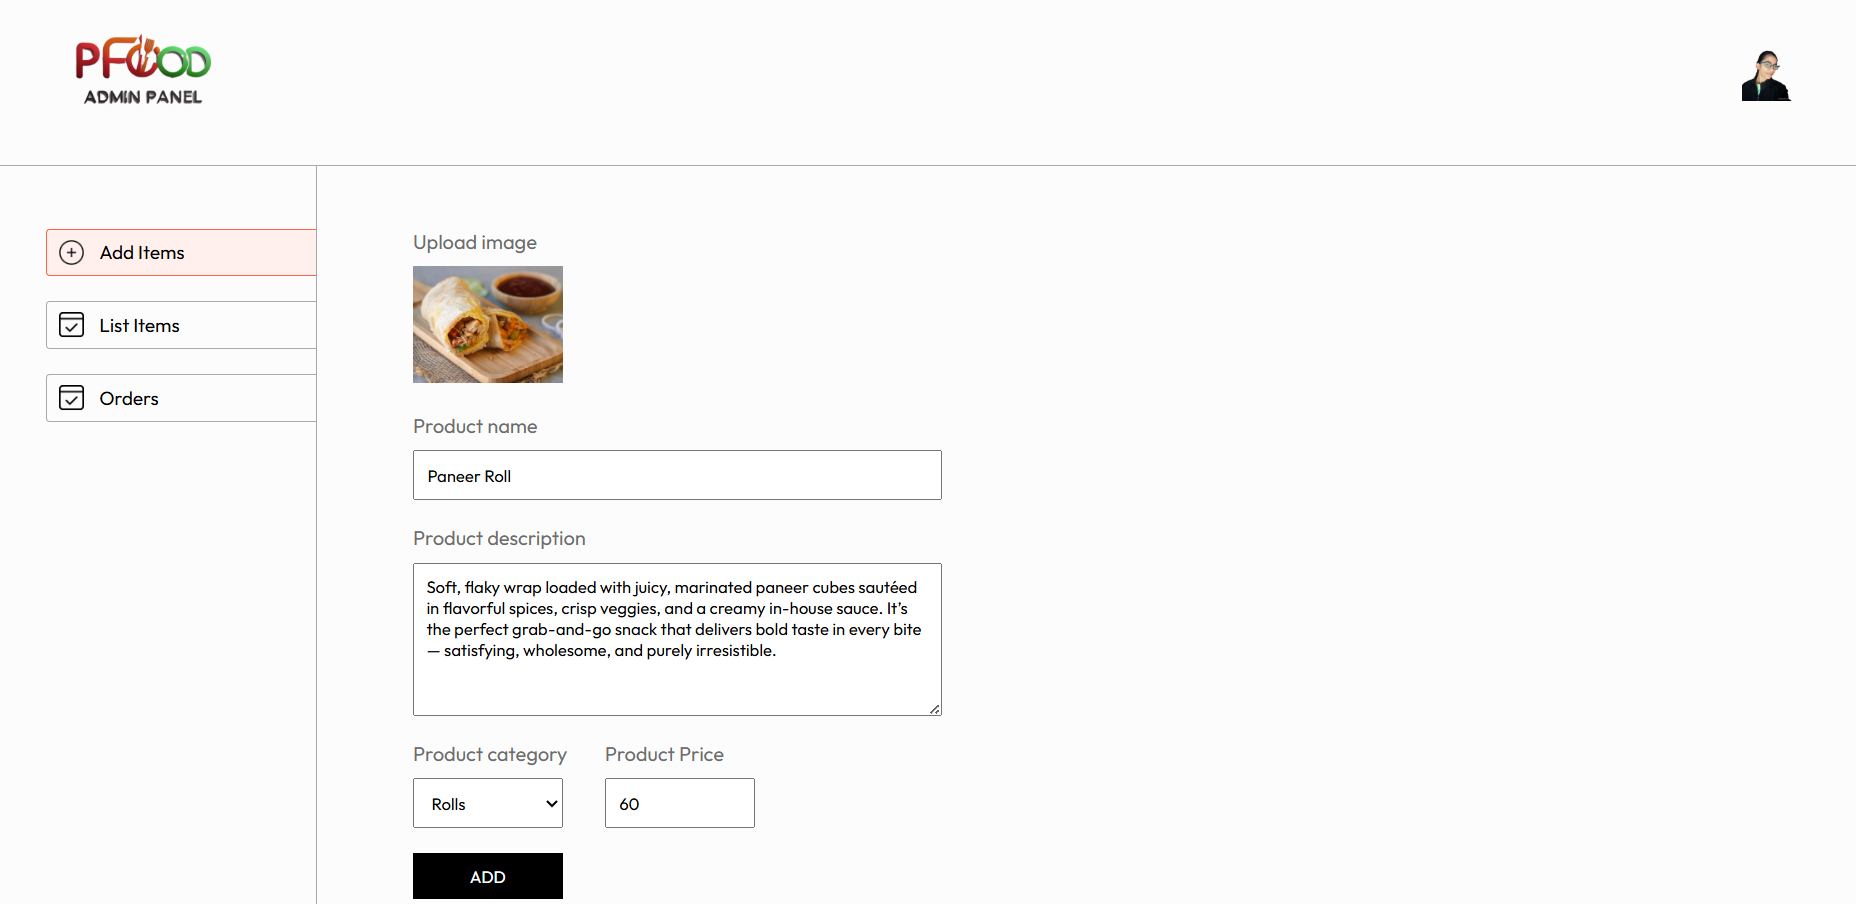 PFOOD
ADMIN PANEL
Add Items
List Items
Orders
Upload image
Product name
Paneer Roll
Product description
Soft, flaky wrap loaded with juicy, marinated paneer cubes sautéed
in flavorful spices, crisp veggies, and a creamy in-house sauce. It’s
the perfect grab-and-go snack that delivers bold taste in every bite
— satisfying, wholesome, and purely irresistible.
Product category Product Price
Rolls 60
ADD